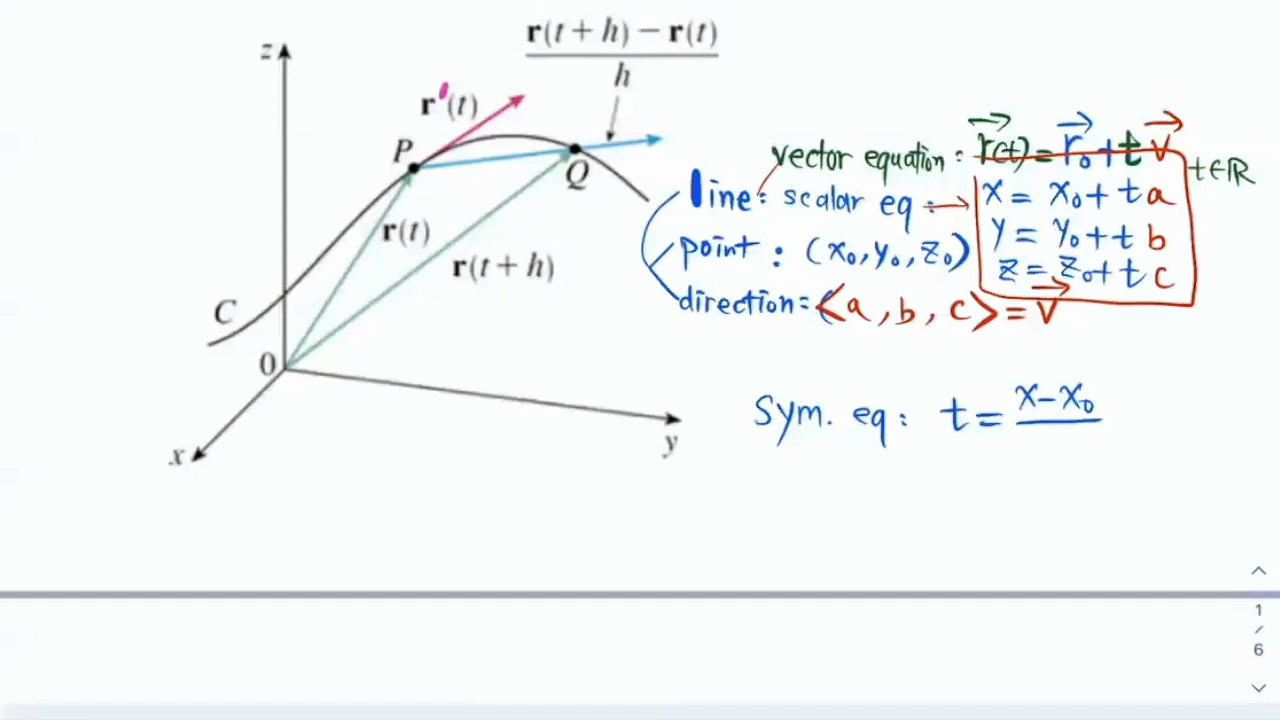 z
r(t + h) − r(t)
h
r'(t)
P
Q
r(t)
r(t + h)
C
0
x
y
vector equation: r(t) = r₀ + t v
t∈ℝ
line: scalar eq: → x = x₀ + t a
y = y₀ + t b
z = z₀ + t c
point: (x₀, y₀, z₀)
direction= <a, b, c> = v
Sym. eq: t = x − x₀
1
/
6